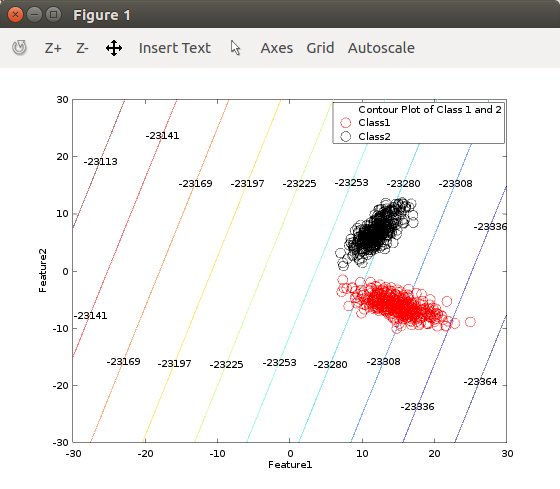 Figure 1
Z+ Z- Insert Text Axes Grid Autoscale
30
Contour Plot of Class 1 and 2
Class1
Class2
-23141
20
-23113
-23169 -23197 -23225 -23253 -23280 -23308
10
-23336
Feature2
0
-23141
-10
-23169 -23197 -23225 -23253 -23280 -23308
-23364
-20
-23336
-30
-30 -20 -10 0 10 20 30
Feature1